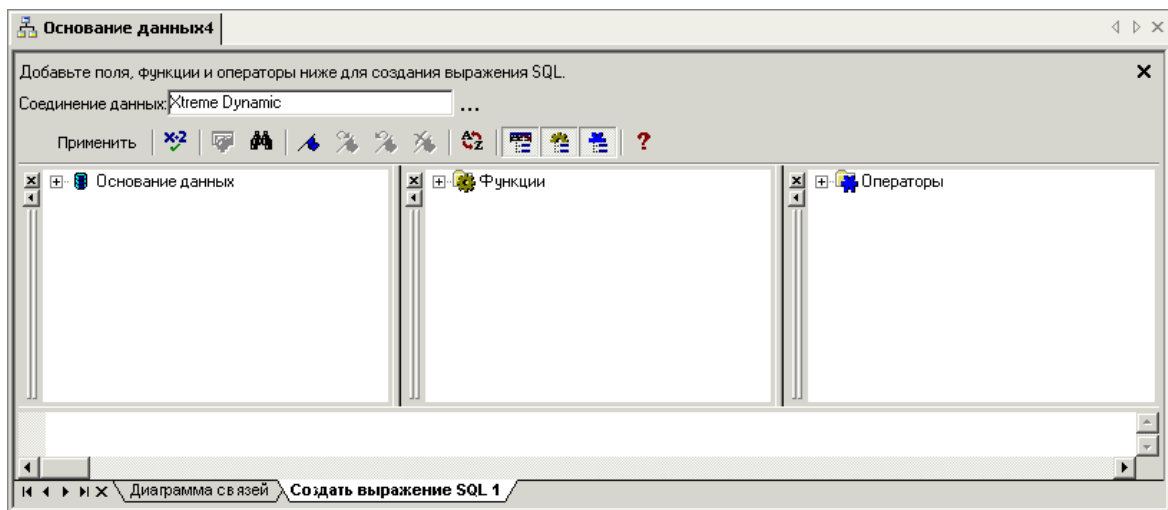 Основание данных4
Добавьте поля, функции и операторы ниже для создания выражения SQL.
Соединение данных: Xtreme Dynamic ...
Применить
Основание данных
Функции
Операторы
Диаграмма связей
Создать выражение SQL 1